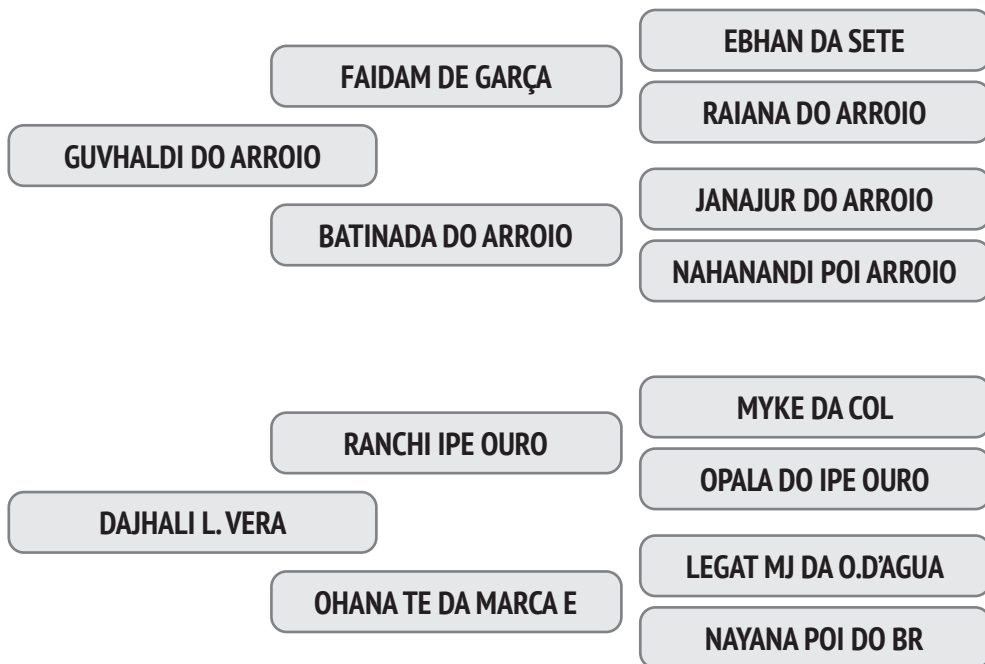 EBHAN DA SETE
FAIDAM DE GARÇA
RAIANA DO ARROIO
GUVHALDI DO ARROIO
JANAJUR DO ARROIO
BATINADA DO ARROIO
NAHANANDI POI ARROIO
MYKE DA COL
RANCHI IPE OURO
OPALA DO IPE OURO
DAJHALI L. VERA
LEGAT MJ DA O.D'AGUA
OHANA TE DA MARCA E
NAYANA POI DO BR